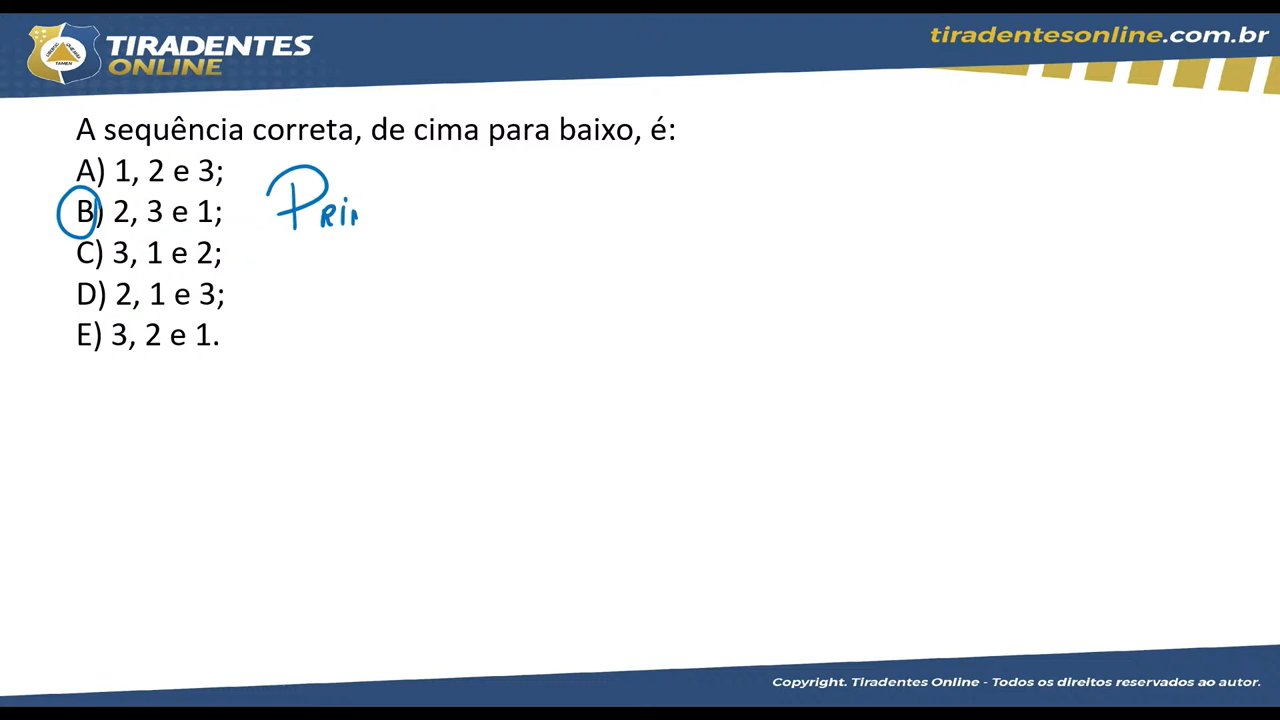 TIRADENTES
ONLINE
tiradentesonline.com.br
A sequência correta, de cima para baixo, é:
A) 1, 2 e 3;
B) 2, 3 e 1;
C) 3, 1 e 2;
D) 2, 1 e 3;
E) 3, 2 e 1.
Copyright. Tiradentes Online - Todos os direitos reservados ao autor.